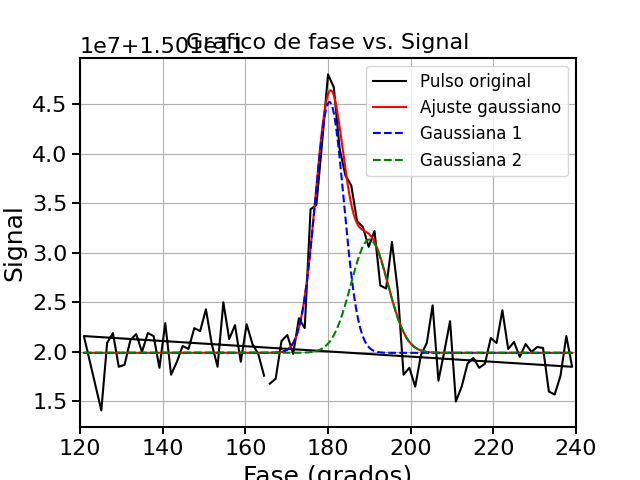 1e7+1.501e11
Gráfico de fase vs. Signal
Pulso original
Ajuste gaussiano
Gaussiana 1
Gaussiana 2
Signal
4.5
4.0
3.5
3.0
2.5
2.0
1.5
120 140 160 180 200 220 240
Fase (grados)